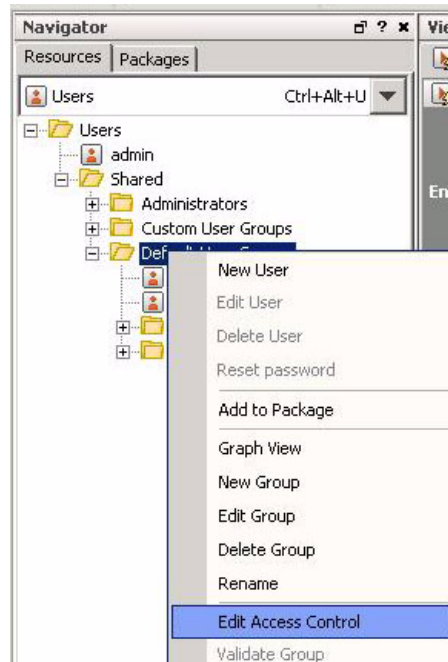 Navigator ? Vie
Resources Packages
Users Ctrl+Alt+U
Users
admin
Shared
En
Administrators
Custom User Groups
New User
Edit User
Delete User
Reset password
Add to Package
Graph View
New Group
Edit Group
Delete Group
Rename
Edit Access Control
Validate Group